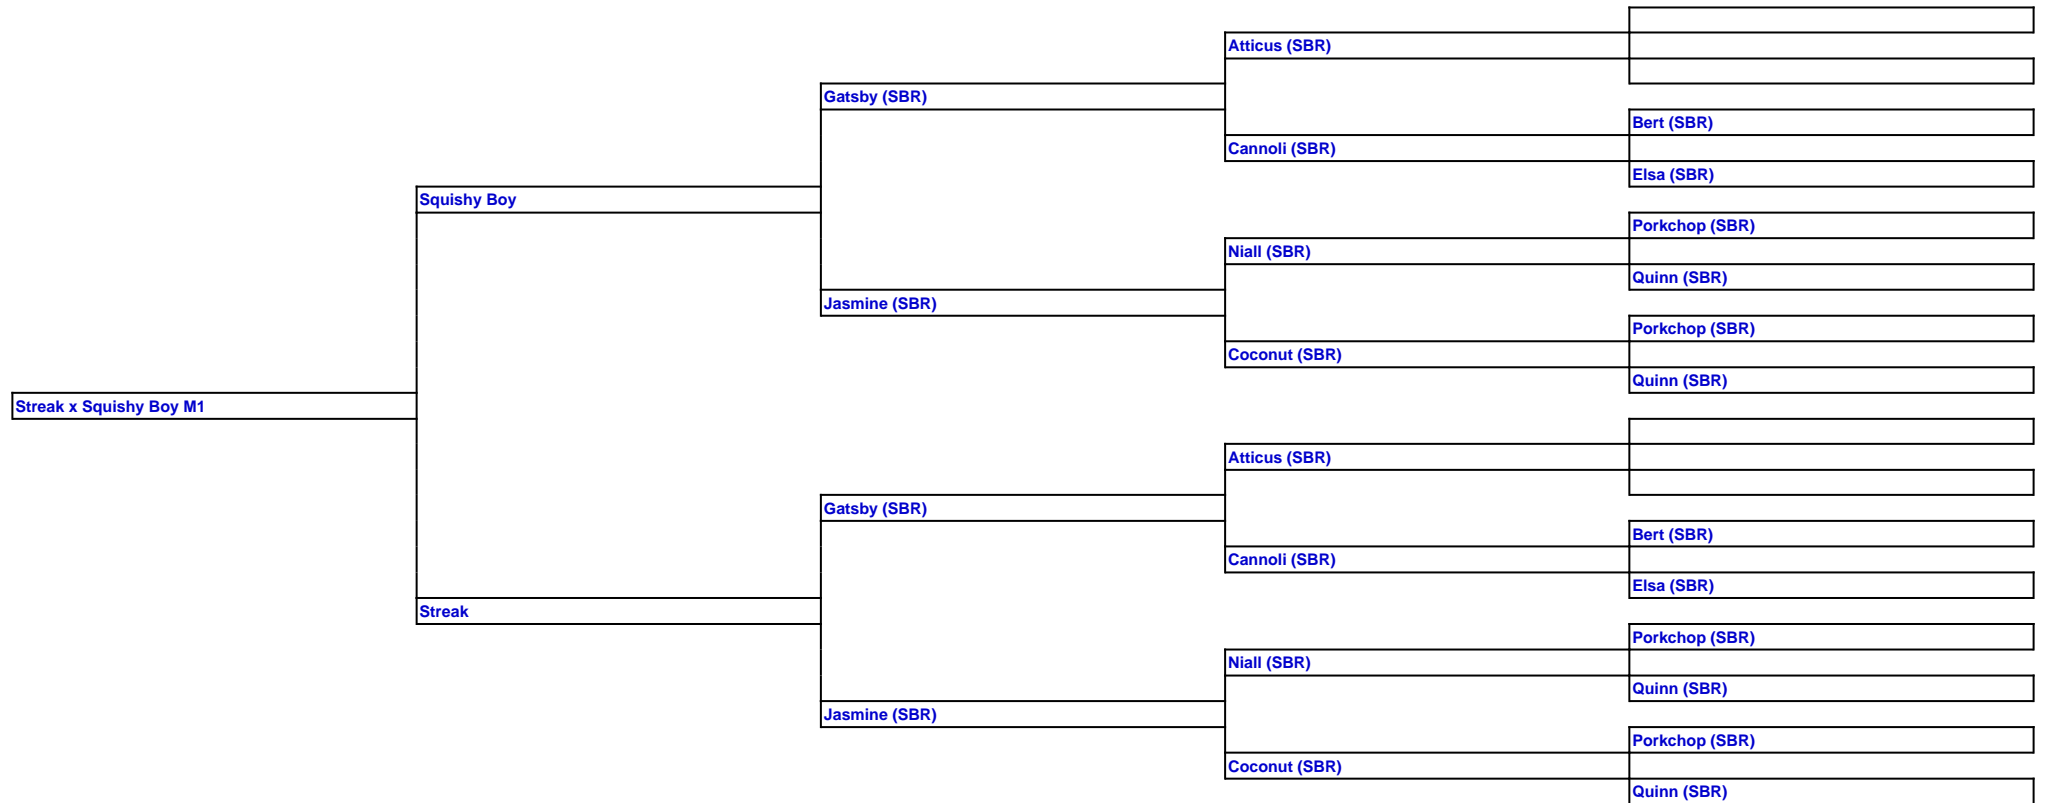 Atticus (SBR)
Gatsby (SBR)
Bert (SBR)
Cannoli (SBR)
Elsa (SBR)
Squishy Boy
Porkchop (SBR)
Niall (SBR)
Quinn (SBR)
Jasmine (SBR)
Porkchop (SBR)
Coconut (SBR)
Quinn (SBR)
Streak x Squishy Boy M1
Atticus (SBR)
Gatsby (SBR)
Bert (SBR)
Cannoli (SBR)
Elsa (SBR)
Streak
Porkchop (SBR)
Niall (SBR)
Quinn (SBR)
Jasmine (SBR)
Porkchop (SBR)
Coconut (SBR)
Quinn (SBR)